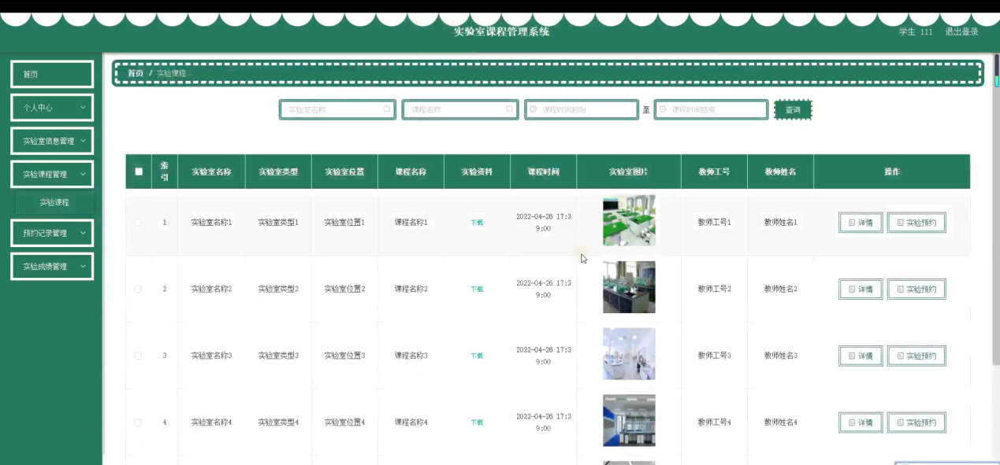 实验室课程管理系统
学生 111 退出登录
首页
个人中心
实验室信息管理
实验课程管理
实验课程
预约记录管理
实验成绩管理
首页 / 实验课程
实验室名称 课程名称 课程时间起始 至 课程时间结束 查询
索引 实验室名称 实验室类型 实验室位置 课程名称 实验资料 课程时间 实验室图片 教师工号 教师姓名 操作
1 实验室名称1 实验室类型1 实验室位置1 课程名称1 下载 2022-04-26 17:39:00 教师工号1 教师姓名1 详情 实验预约
2 实验室名称2 实验室类型2 实验室位置2 课程名称2 下载 2022-04-26 17:39:00 教师工号2 教师姓名2 详情 实验预约
3 实验室名称3 实验室类型3 实验室位置3 课程名称3 下载 2022-04-26 17:39:00 教师工号3 教师姓名3 详情 实验预约
4 实验室名称4 实验室类型4 实验室位置4 课程名称4 下载 2022-04-26 17:39:00 教师工号4 教师姓名4 详情 实验预约